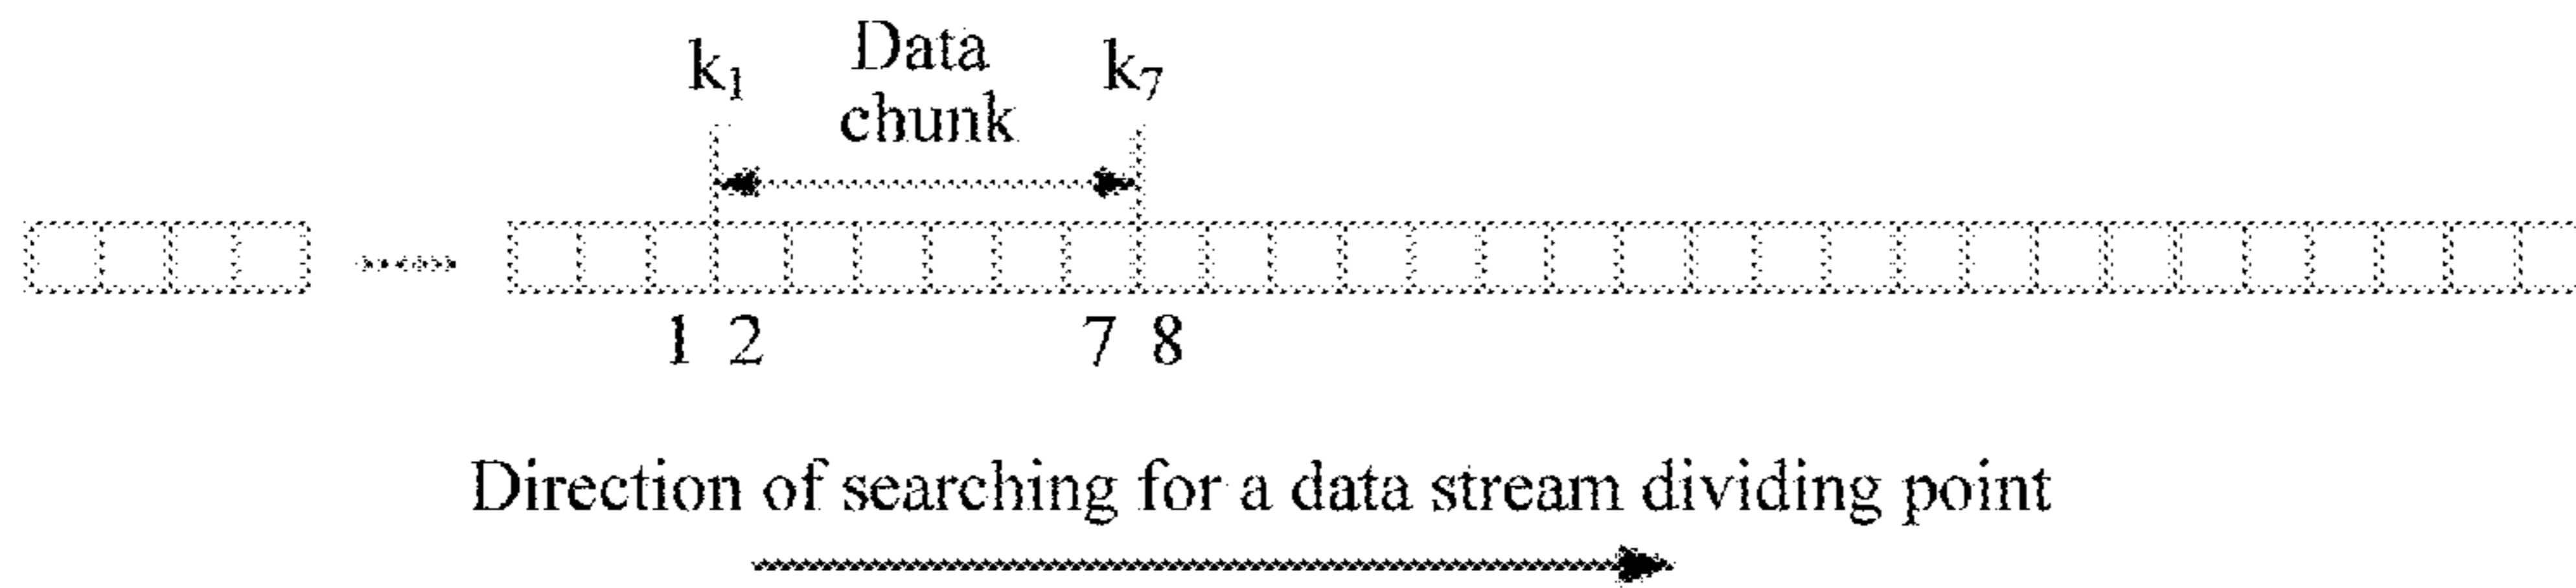 k₁ Data chunk k₇
......
1 2 7 8
Direction of searching for a data stream dividing point